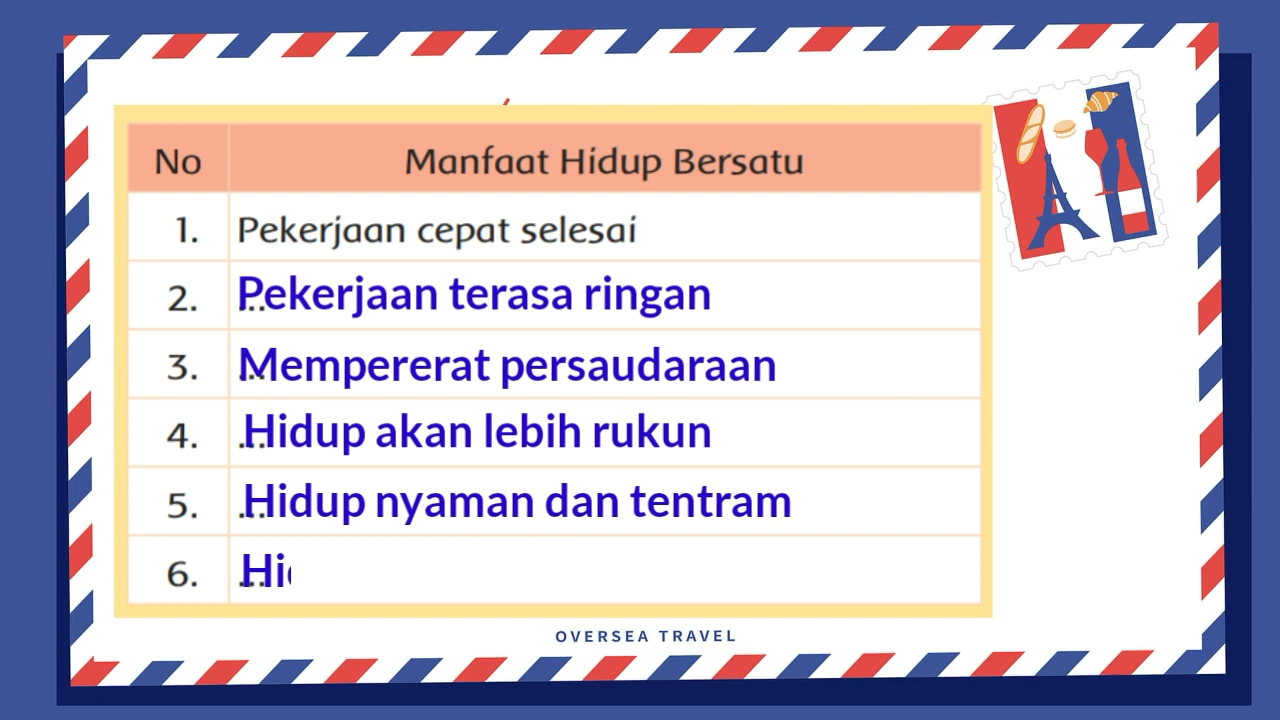 No Manfaat Hidup Bersatu
1. Pekerjaan cepat selesai
2. Pekerjaan terasa ringan
3. Mempererat persaudaraan
4. Hidup akan lebih rukun
5. Hidup nyaman dan tentram
6.
OVERSEA TRAVEL